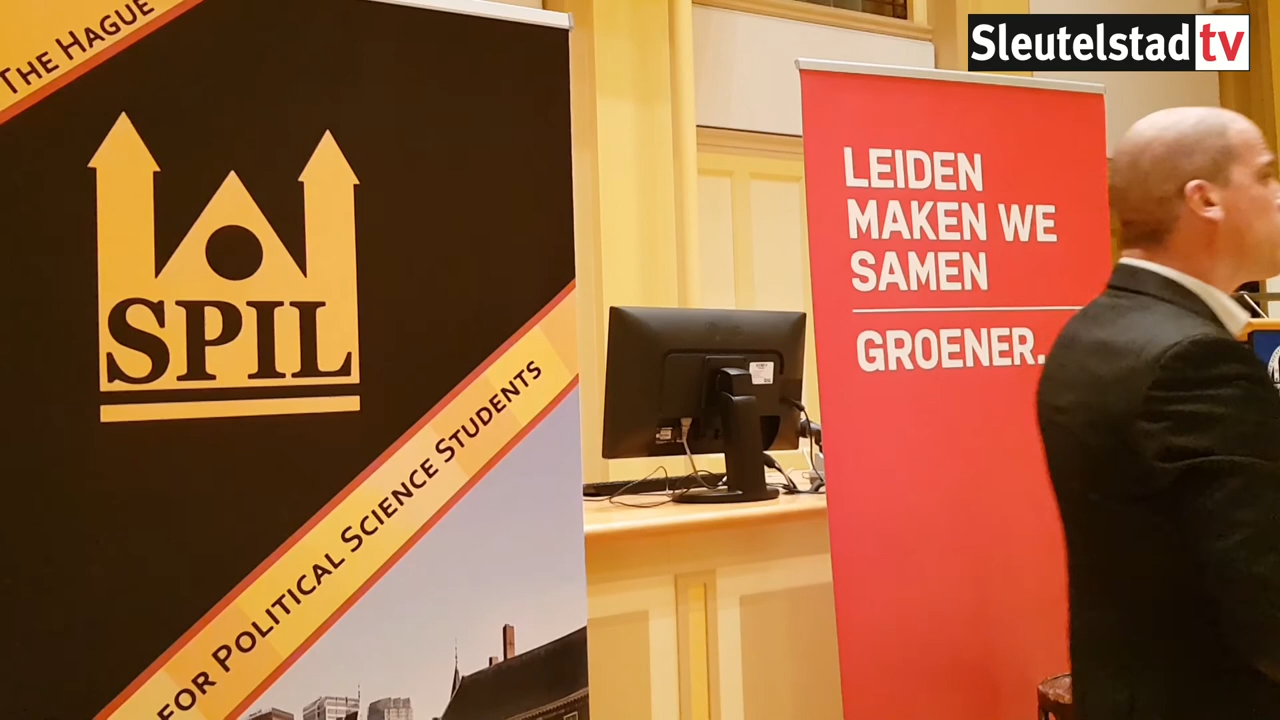 THE HAGUE
SPIL
FOR POLITICAL SCIENCE STUDENTS
Sleutelstad tv
LEIDEN
MAKEN WE
SAMEN
GROENER.